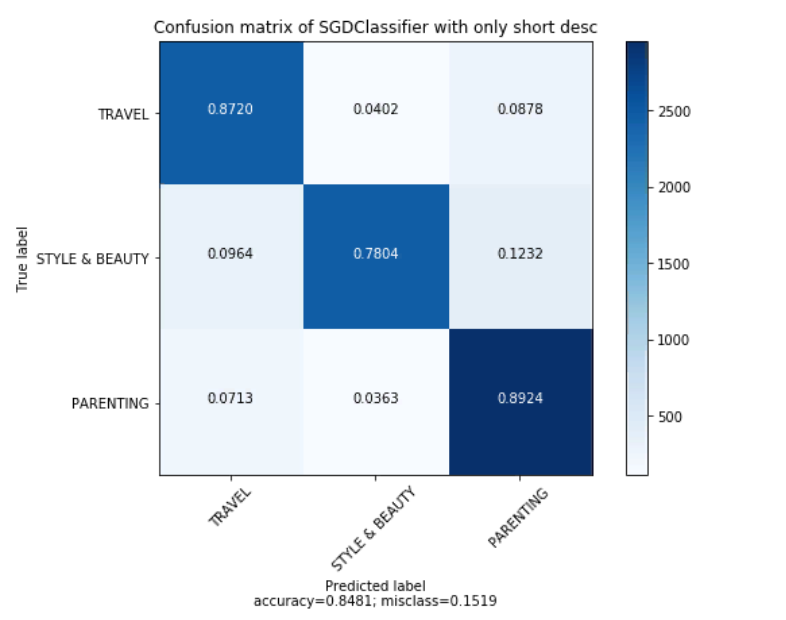 Confusion matrix of SGDClassifier with only short desc
TRAVEL
0.8720
0.0402
0.0878
STYLE & BEAUTY
0.0964
0.7804
0.1232
PARENTING
0.0713
0.0363
0.8924
True label
2500
2000
1500
1000
500
TRAVEL
STYLE & BEAUTY
PARENTING
Predicted label
accuracy=0.8481; misclass=0.1519